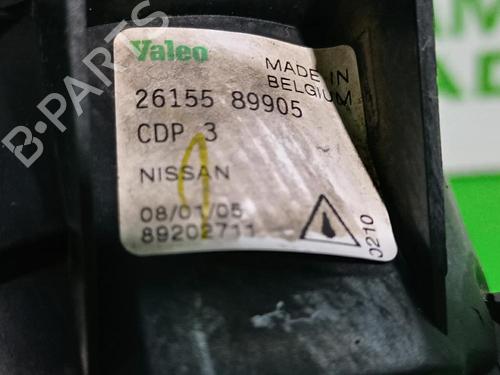 Valeo
MADE IN
BELGIUM
26155 89905
CDP 3
NISSAN
08/01/05
89202711
0210
B-PARTS